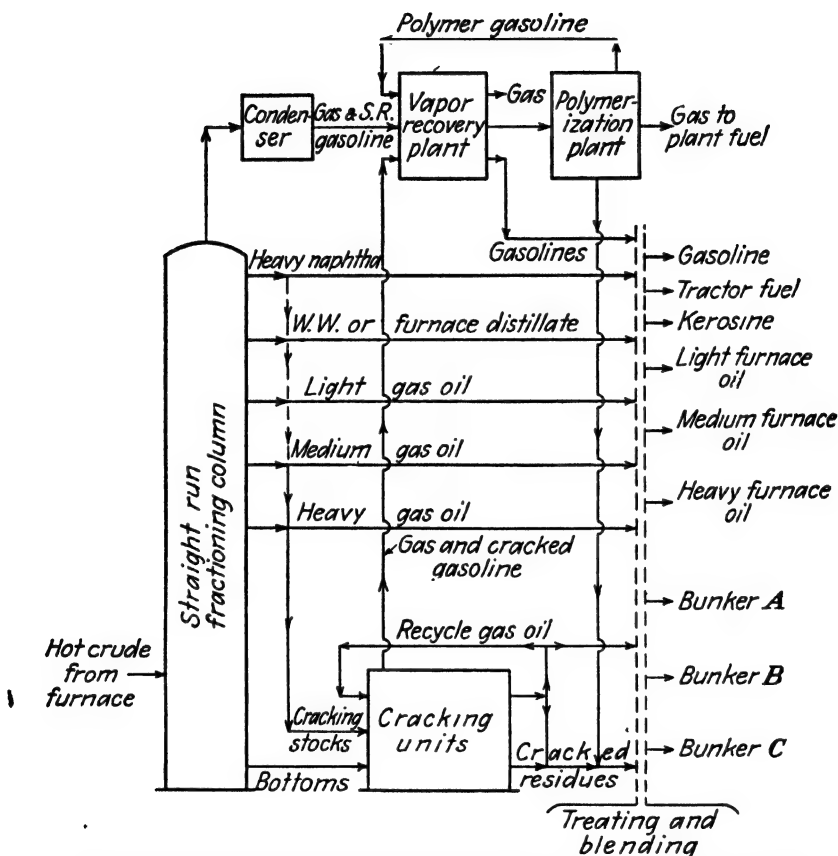 Polymer gasoline
Conden-
ser
Gas & S.R.
gasoline
Vapor
recovery
plant
Gas
Polymer-
ization
plant
Gas to
plant fuel
Gasolines
Heavy naphtha
W.W. or furnace distillate
Light gas oil
Medium gas oil
Heavy gas oil
Gas and cracked
gasoline
Straight run
fractioning column
Hot crude
from
furnace
Recycle gas oil
Cracking
stocks
Cracking
units
Bottoms
Cracked
residues
Gasoline
Tractor fuel
Kerosine
Light furnace
oil
Medium furnace
oil
Heavy furnace
oil
Bunker A
Bunker B
Bunker C
Treating and
blending